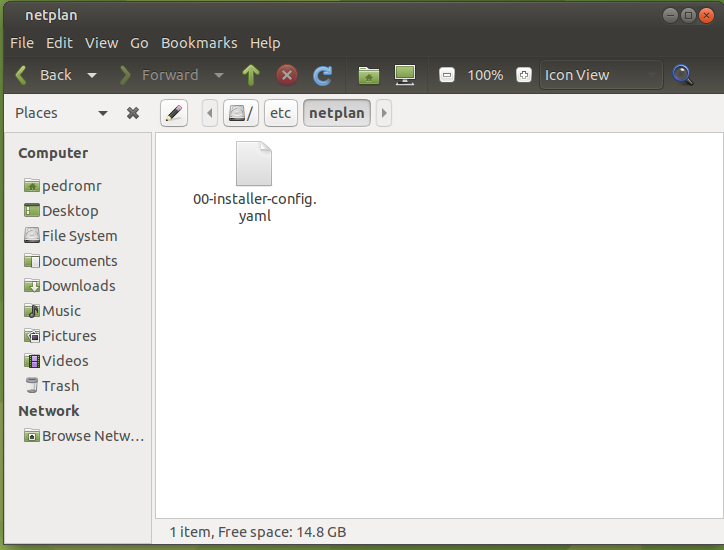 netplan
File Edit View Go Bookmarks Help
Back Forward 100% Icon View
Places / etc netplan
Computer
pedromr
Desktop
File System
Documents
Downloads
Music
Pictures
Videos
Trash
Network
Browse Netw...
00-installer-config.
yaml
1 item, Free space: 14.8 GB